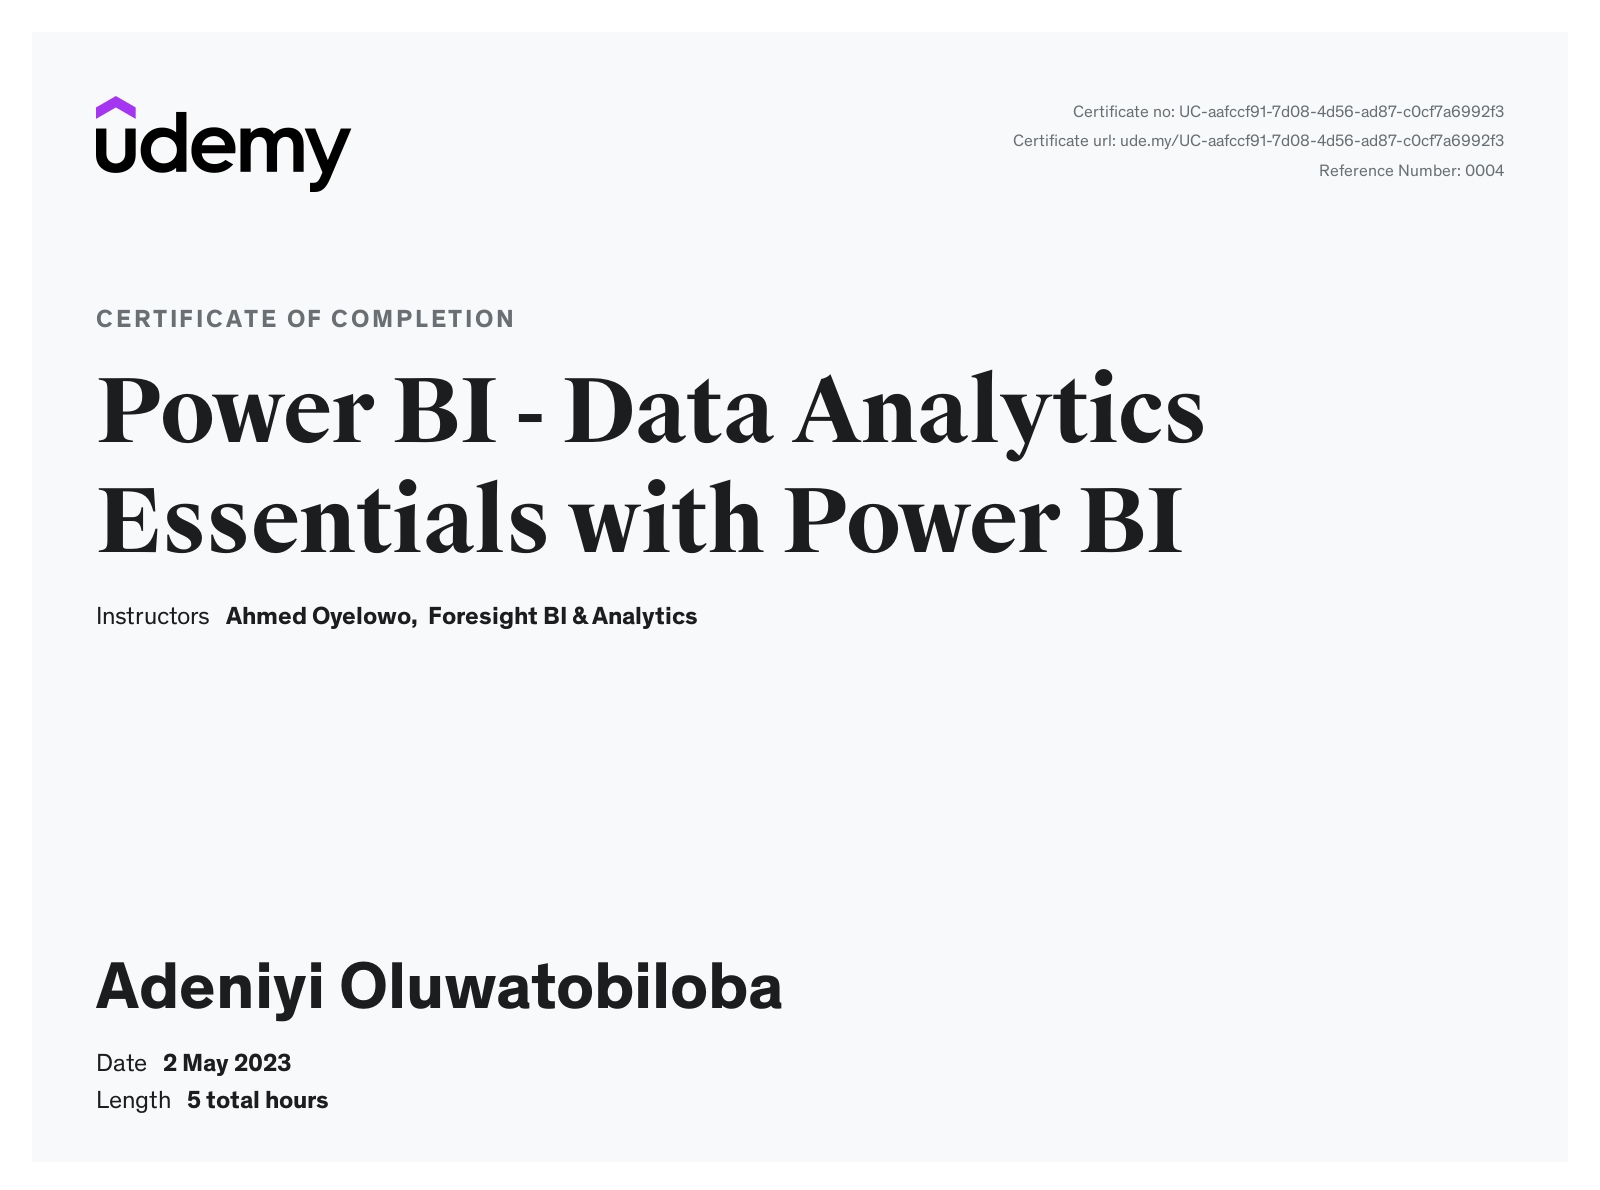 udemy
Certificate no: UC-aafccf91-7d08-4d56-ad87-c0cf7a6992f3
Certificate url: ude.my/UC-aafccf91-7d08-4d56-ad87-c0cf7a6992f3
Reference Number: 0004
CERTIFICATE OF COMPLETION
Power BI - Data Analytics
Essentials with Power BI
Instructors Ahmed Oyelowo, Foresight BI & Analytics
Adeniyi Oluwatobiloba
Date 2 May 2023
Length 5 total hours